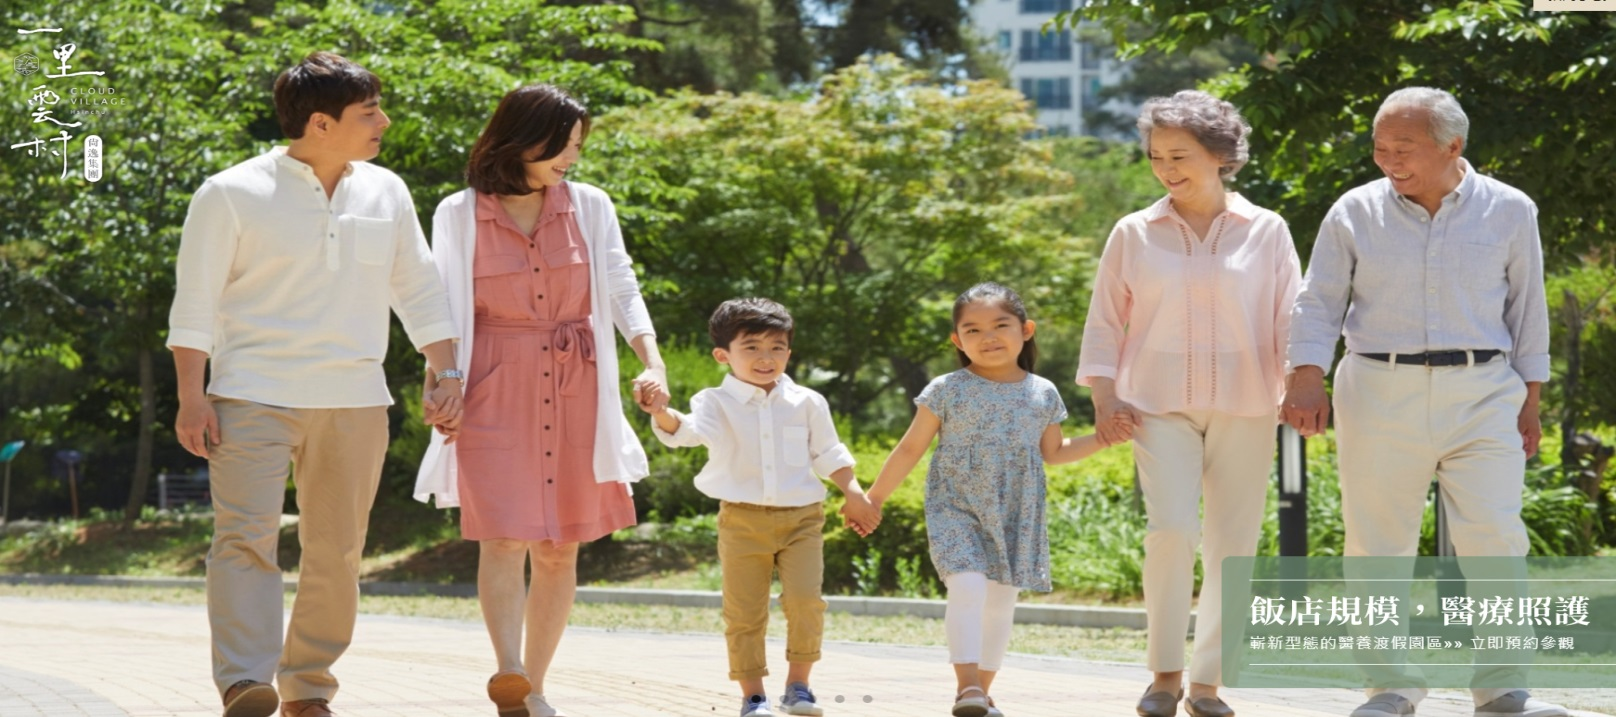 一里雲村
CLOUD
VILLAGE
尚逸集團
飯店規模，醫療照護
嶄新型態的醫養渡假園區»» 立即預約參觀